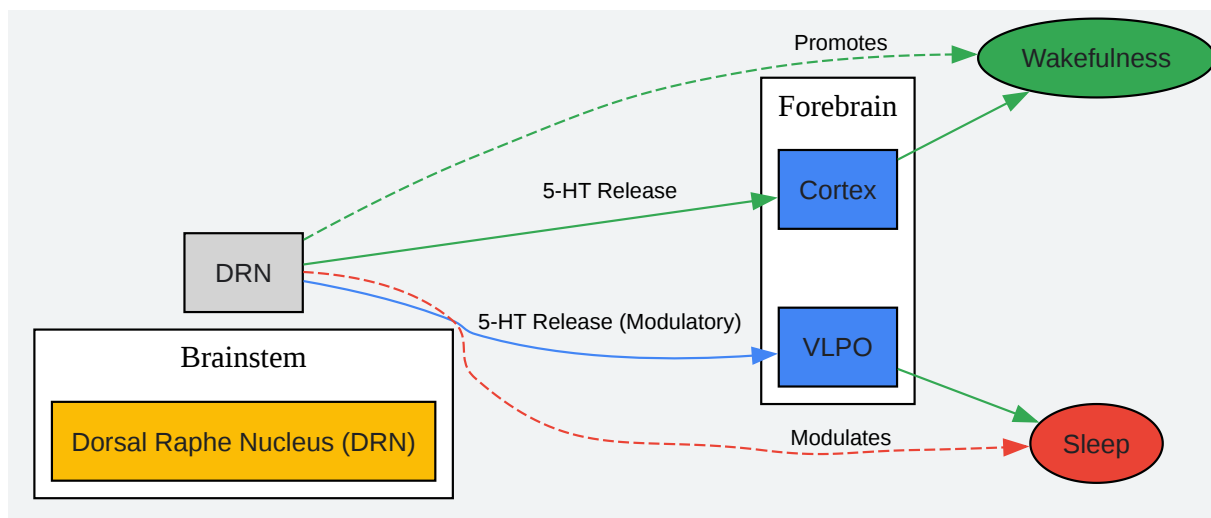 Promotes
Wakefulness
Forebrain
5-HT Release
Cortex
DRN
5-HT Release (Modulatory)
VLPO
Brainstem
Dorsal Raphe Nucleus (DRN)
Modulates
Sleep